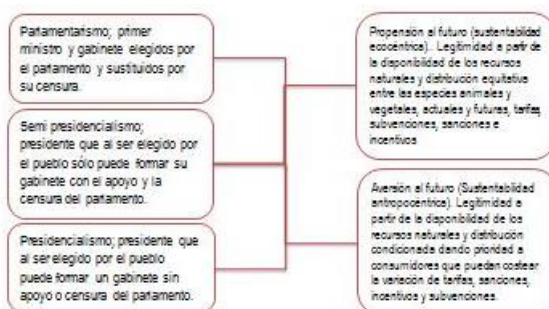 Parlamentarismo; primer
ministro y gabinete elegidos por
el parlamento y sustituidos por
su censura.
Semi presidencialismo;
presidente que al ser elegido por
el pueblo sólo puede formar su
gabinete con el apoyo y la
censura del parlamento.
Presidencialismo; presidente que
al ser elegido por el pueblo
puede formar un gabinete sin
apoyo o censura del parlamento.
Propensión al futuro (sustentabilidad
ecocéntrica).. Legitimidad a partir de
la disponibilidad de los recursos
naturales y distribución equitativa
entre las especies animales y
vegetales, actuales y futuras, tarifas,
subvenciones, sanciones e
incentivos
Aversión al futuro (Sustentabilidad
antropocéntrica). Legitimidad a
partir de la disponibilidad de los
recursos naturales y distribución
condicionada dando prioridad a
consumidores que puedan costear
la variación de tarifas, sanciones,
incentivos y subvenciones.